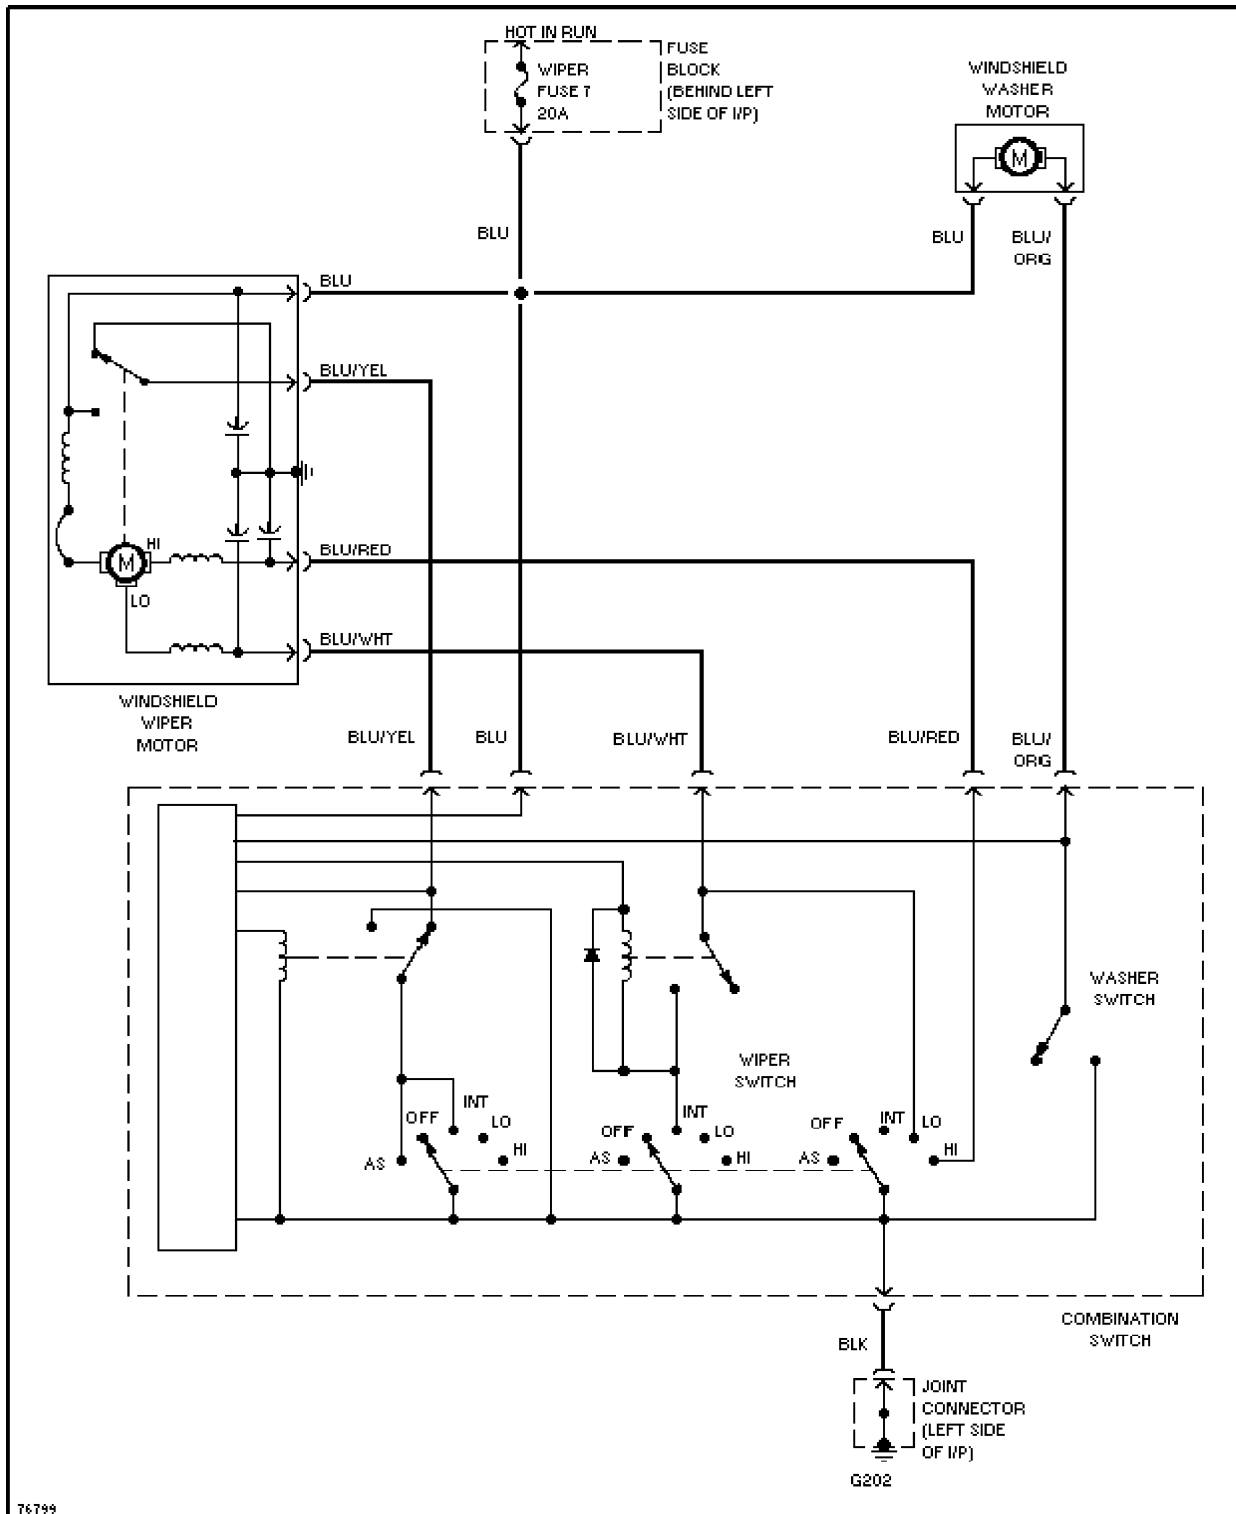 HOT IN RUN
WIPER
FUSE 7
20A
FUSE
BLOCK
(BEHIND LEFT
SIDE OF I/P)
WINDSHIELD
WASHER
MOTOR
M
BLU
BLU
BLU/
ORG
BLU
BLU/YEL
BLU/RED
HI
M
LO
BLU/WHT
WINDSHIELD
WIPER
MOTOR
BLU/YEL
BLU
BLU/WHT
BLU/RED
BLU/
ORG
WASHER
SWITCH
WIPER
SWITCH
OFF
INT
LO
HI
AS
OFF
INT
LO
HI
AS
OFF
INT
LO
HI
AS
COMBINATION
SWITCH
BLK
JOINT
CONNECTOR
(LEFT SIDE
OF I/P)
G202
76799